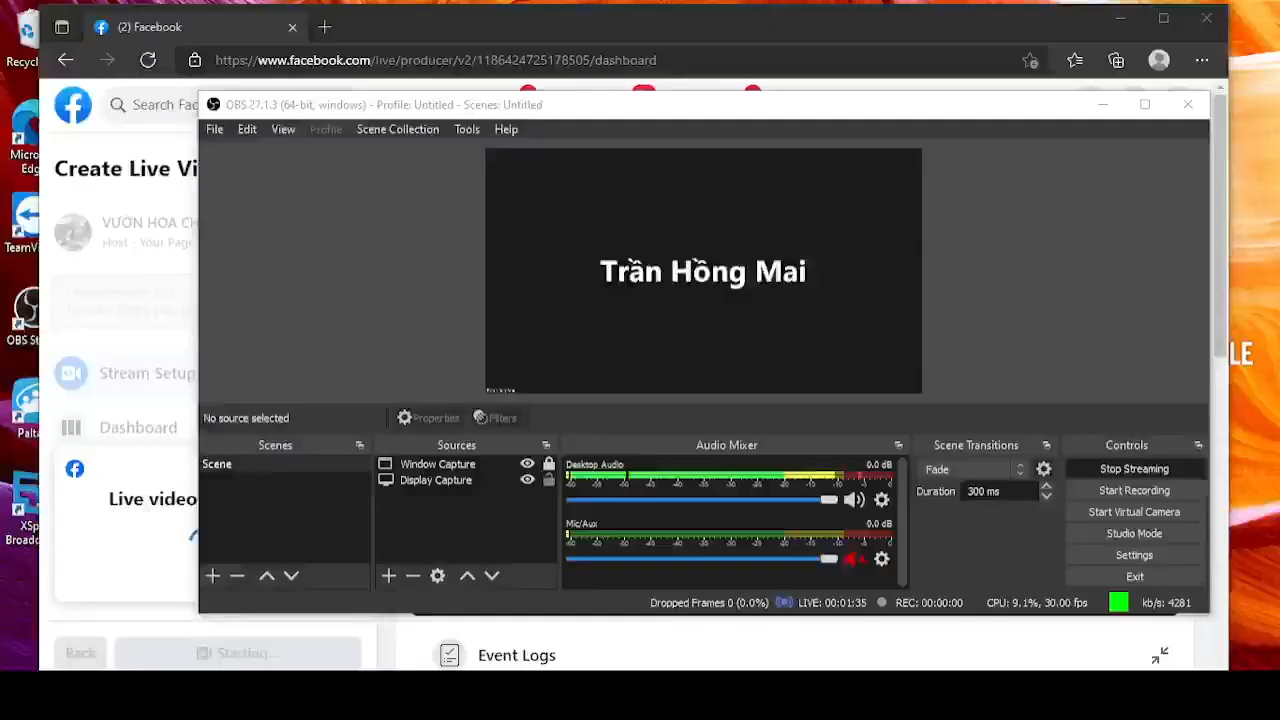 (2) Facebook
https://www.facebook.com/live/producer/v2/1186424725178505/dashboard
Recycl
Search Fac
OBS 27.1.3 (64-bit, windows) - Profile: Untitled - Scenes: Untitled
File Edit View Profile Scene Collection Tools Help
Micro
Edg
Create Live Vi
VƯỜN HOA CH
Host - Your Page
TeamVi
Trần Hồng Mai
OBS St
LE
Stream Setup
Palta
Dashboard
No source selected
Properties
Filters
Scenes
Sources
Audio Mixer
Scene Transitions
Controls
Scene
Window Capture
Display Capture
Desktop Audio
0.0 dB
Mic/Aux
0.0 dB
Fade
Duration 300 ms
Stop Streaming
Start Recording
Start Virtual Camera
Studio Mode
Settings
Exit
Live video
XSp
Broadc
Dropped Frames 0 (0.0%) LIVE: 00:01:35 REC: 00:00:00 CPU: 9.1%, 30.00 fps kb/s: 4281
Back
Starting...
Event Logs